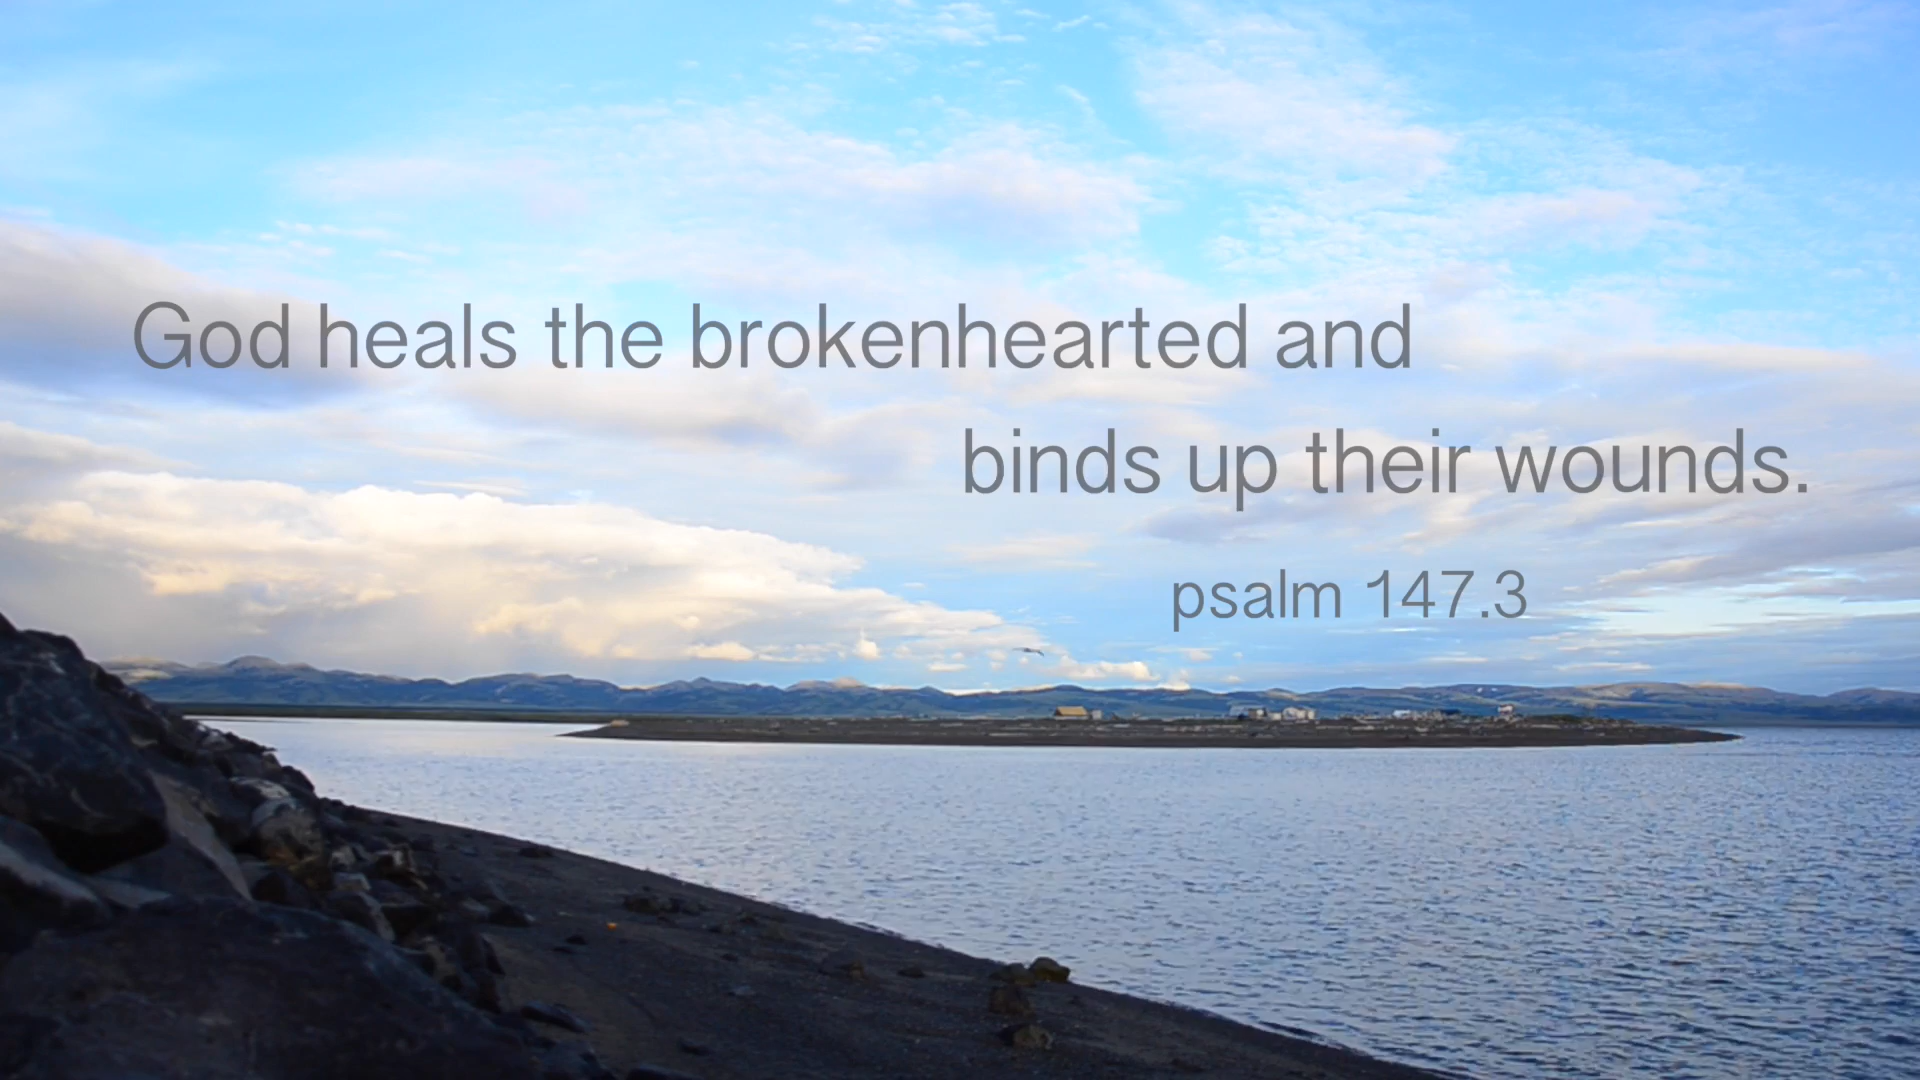 God heals the brokenhearted and
binds up their wounds.
psalm 147.3